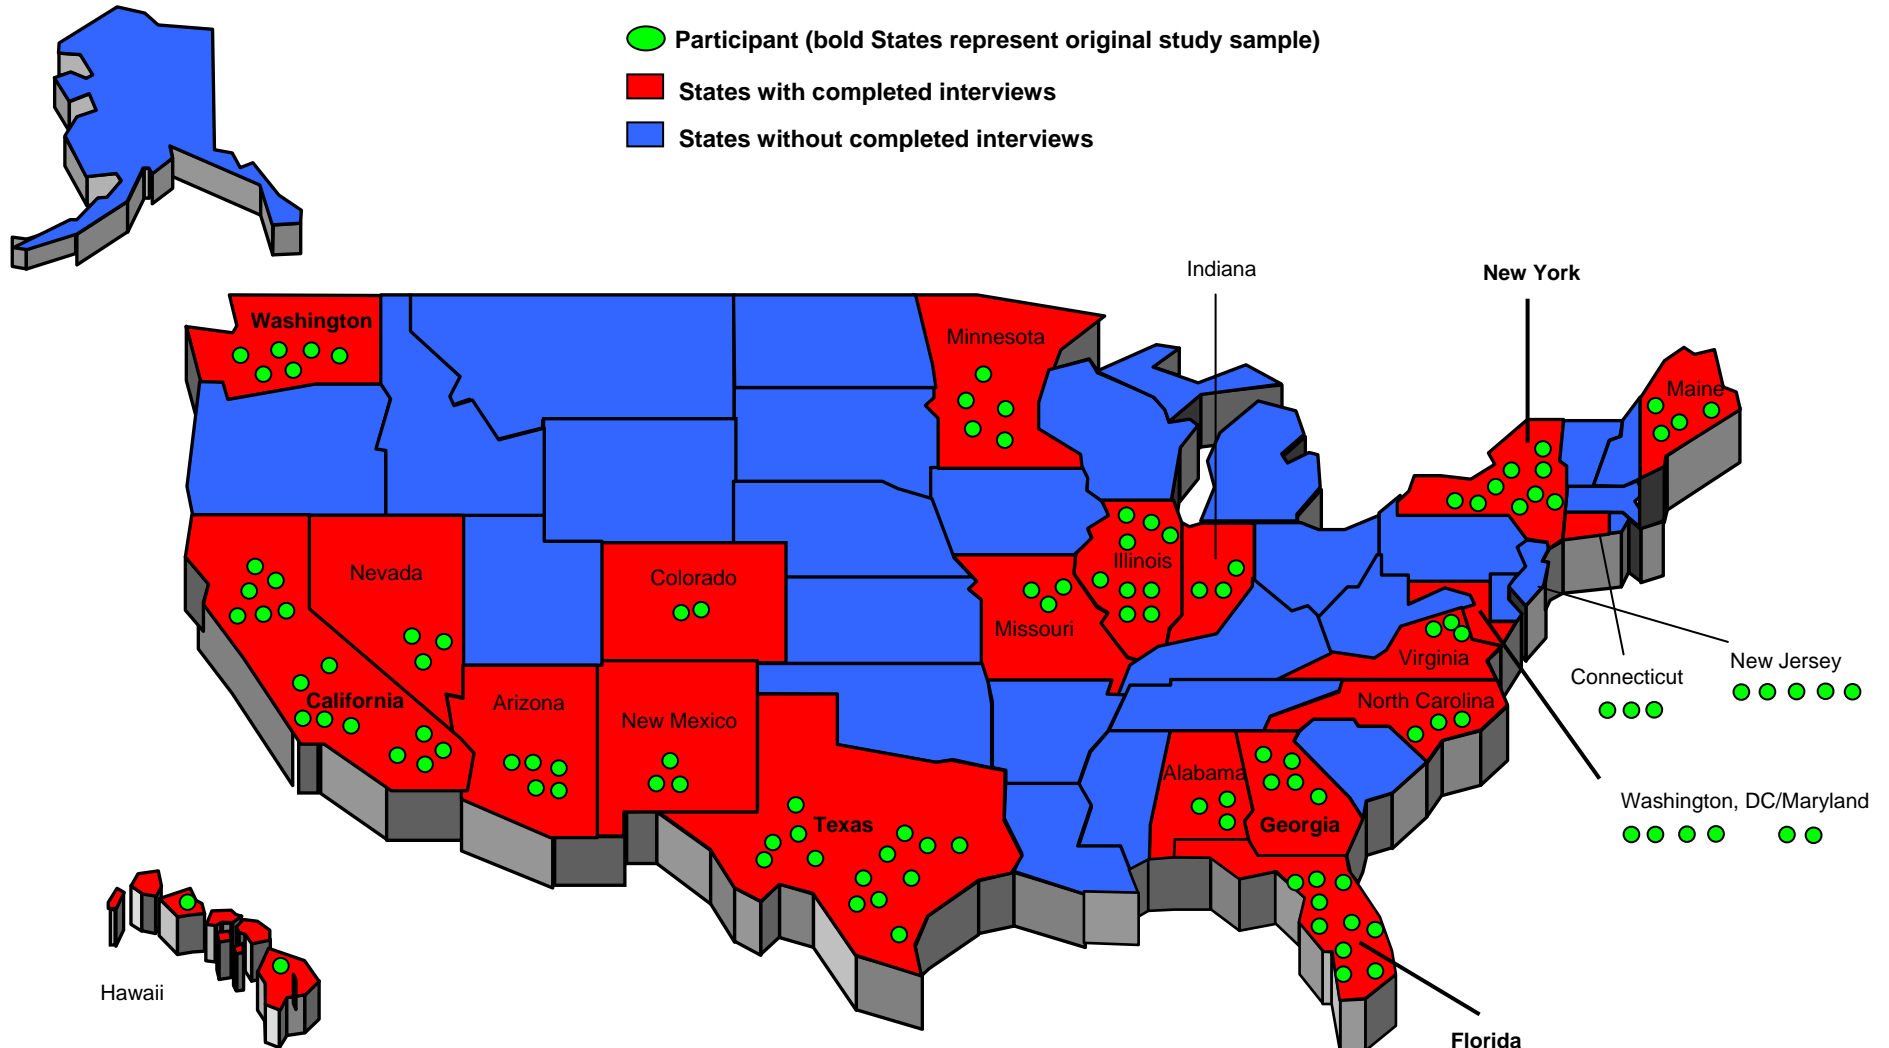 Participant (bold States represent original study sample)
States with completed interviews
States without completed interviews
Indiana
New York
Washington
Minnesota
Maine
Nevada
Colorado
Illinois
Missouri
Virginia
Connecticut
New Jersey
California
Arizona
New Mexico
North Carolina
Alabama
Texas
Georgia
Washington, DC/Maryland
Hawaii
Florida